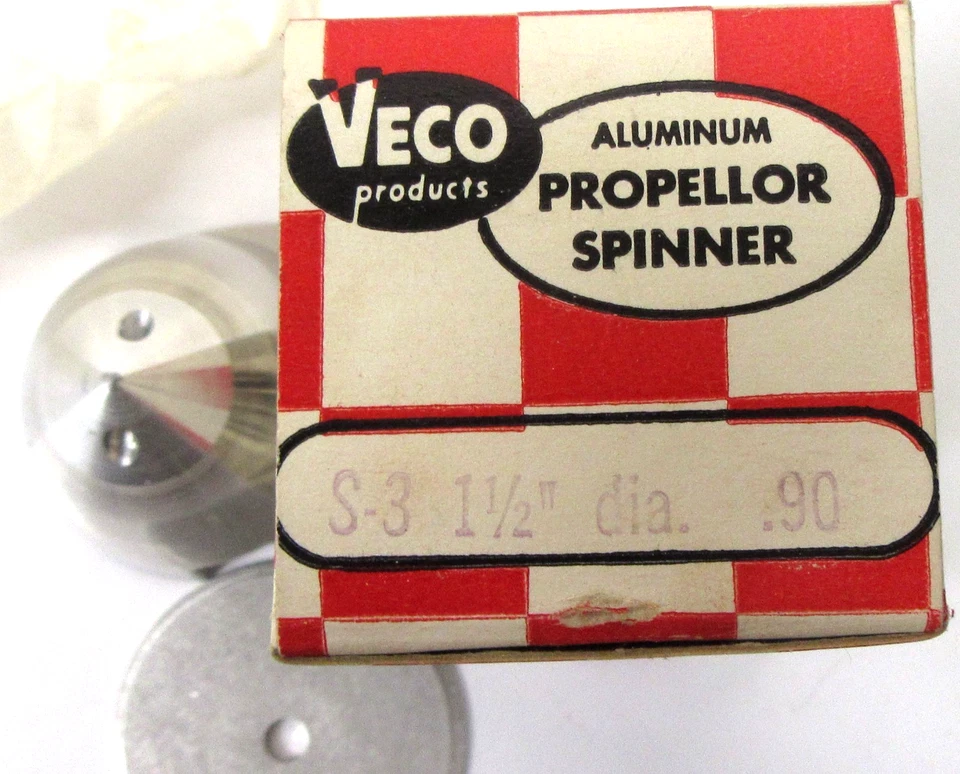 VECO
products
ALUMINUM
PROPELLOR
SPINNER
S-3 1½" dia. .90